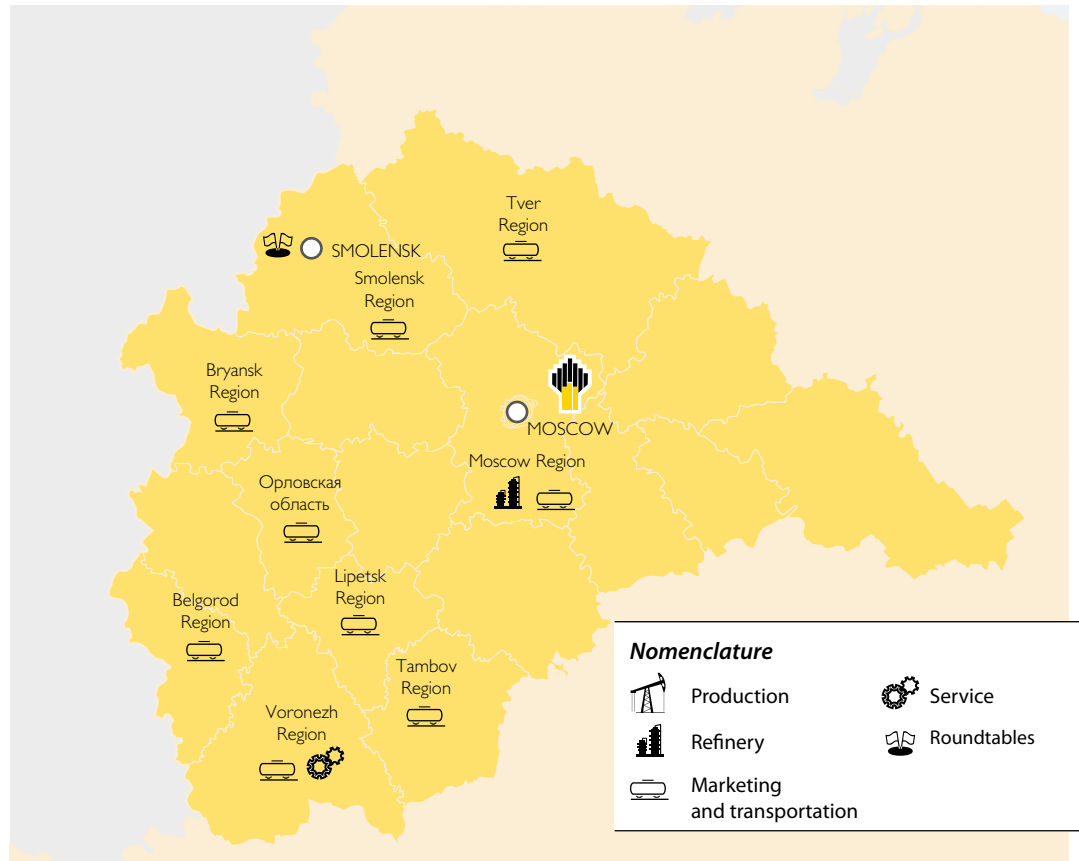 Tver
Region
SMOLENSK
Smolensk
Region
Bryansk
Region
MOSCOW
Moscow Region
Орловская
область
Lipetsk
Region
Belgorod
Region
Tambov
Region
Voronezh
Region
Nomenclature
Production
Service
Refinery
Roundtables
Marketing
and transportation